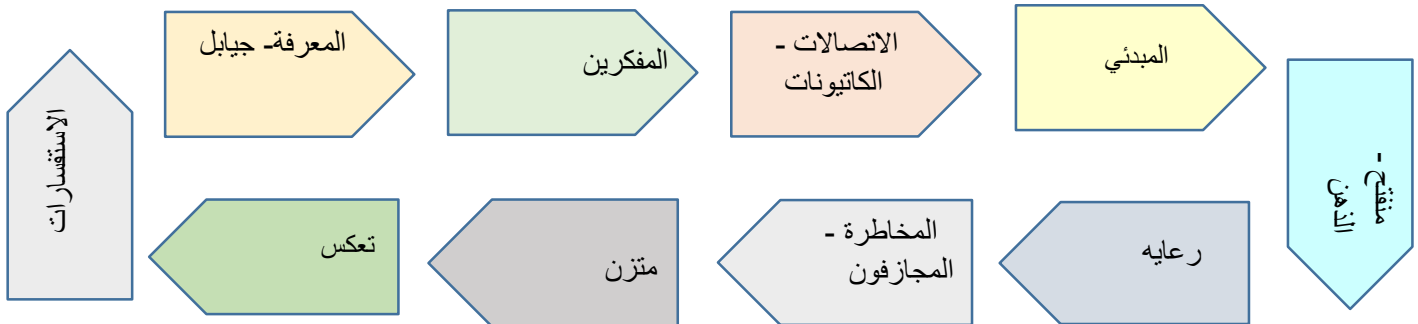 الاستفسارات
المعرفة- جيابل
المفكرين
الاتصالات -
الكاتيونات
المبدئي
منفتح -
الذهن
رعايه
المخاطرة -
المجازفون
متزن
تعكس